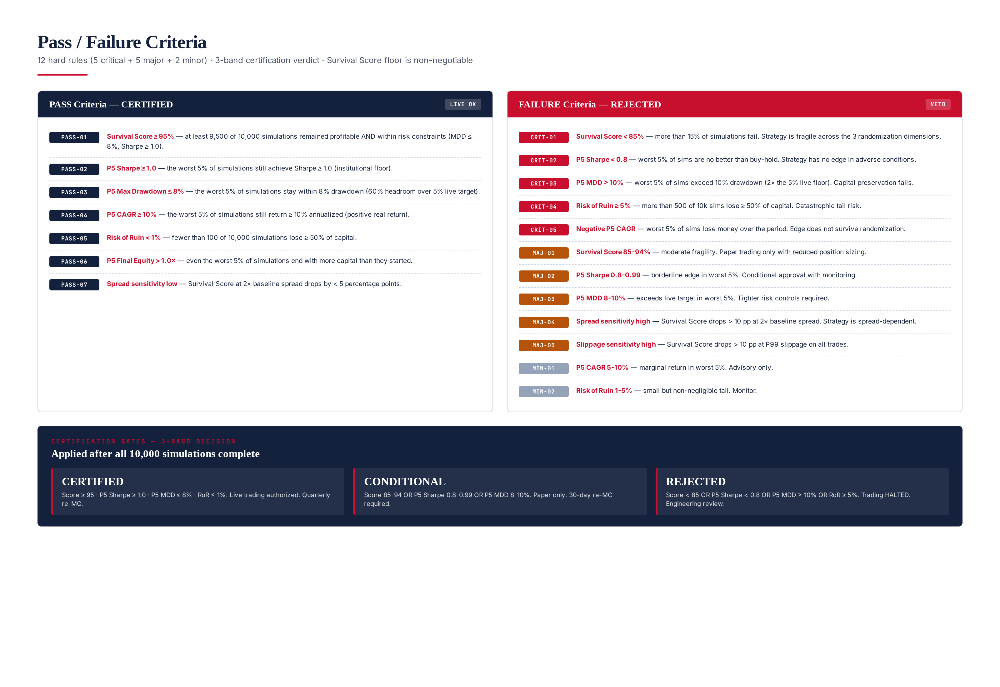 Pass / Failure Criteria
12 hard rules (5 critical + 5 major + 2 minor) · 3-band certification verdict · Survival Score floor is non-negotiable
PASS Criteria — CERTIFIED
LIVE OK
PASS-01
Survival Score ≥ 95% — at least 9,500 of 10,000 simulations remained profitable AND within risk constraints (MDD ≤
8%, Sharpe ≥ 1.0).
PASS-02
P5 Sharpe ≥ 1.0 — the worst 5% of simulations still achieve Sharpe ≥ 1.0 (institutional floor).
PASS-03
P5 Max Drawdown ≤ 8% — the worst 5% of simulations stay within 8% drawdown (60% headroom over 5% live target).
PASS-04
P5 CAGR ≥ 10% — the worst 5% of simulations still return ≥ 10% annualized (positive real return).
PASS-05
Risk of Ruin < 1% — fewer than 100 of 10,000 simulations lose ≥ 50% of capital.
PASS-06
P5 Final Equity > 1.0× — even the worst 5% of simulations end with more capital than they started.
PASS-07
Spread sensitivity low — Survival Score at 2× baseline spread drops by < 5 percentage points.
FAILURE Criteria — REJECTED
VETO
CRIT-01
Survival Score < 85% — more than 15% of simulations fail. Strategy is fragile across the 3 randomization dimensions.
CRIT-02
P5 Sharpe < 0.8 — worst 5% of sims are no better than buy-hold. Strategy has no edge in adverse conditions.
CRIT-03
P5 MDD > 10% — worst 5% of sims exceed 10% drawdown (2× the 5% live floor). Capital preservation fails.
CRIT-04
Risk of Ruin ≥ 5% — more than 500 of 10k sims lose ≥ 50% of capital. Catastrophic tail risk.
CRIT-05
Negative P5 CAGR — worst 5% of sims lose money over the period. Edge does not survive randomization.
MAJ-01
Survival Score 85-94% — moderate fragility. Paper trading only with reduced position sizing.
MAJ-02
P5 Sharpe 0.8-0.99 — borderline edge in worst 5%. Conditional approval with monitoring.
MAJ-03
P5 MDD 8-10% — exceeds live target in worst 5%. Tighter risk controls required.
MAJ-04
Spread sensitivity high — Survival Score drops > 10 pp at 2× baseline spread. Strategy is spread-dependent.
MAJ-05
Slippage sensitivity high — Survival Score drops > 10 pp at P99 slippage on all trades.
MIN-01
P5 CAGR 5-10% — marginal return in worst 5%. Advisory only.
MIN-02
Risk of Ruin 1-5% — small but non-negligible tail. Monitor.
CERTIFICATION GATES — 3-BAND DECISION
Applied after all 10,000 simulations complete
CERTIFIED
Score ≥ 95 · P5 Sharpe ≥ 1.0 · P5 MDD ≤ 8% · RoR < 1%. Live trading authorized. Quarterly
re-MC.
CONDITIONAL
Score 85-94 OR P5 Sharpe 0.8-0.99 OR P5 MDD 8-10%. Paper only. 30-day re-MC
required.
REJECTED
Score < 85 OR P5 Sharpe < 0.8 OR P5 MDD > 10% OR RoR ≥ 5%. Trading HALTED.
Engineering review.